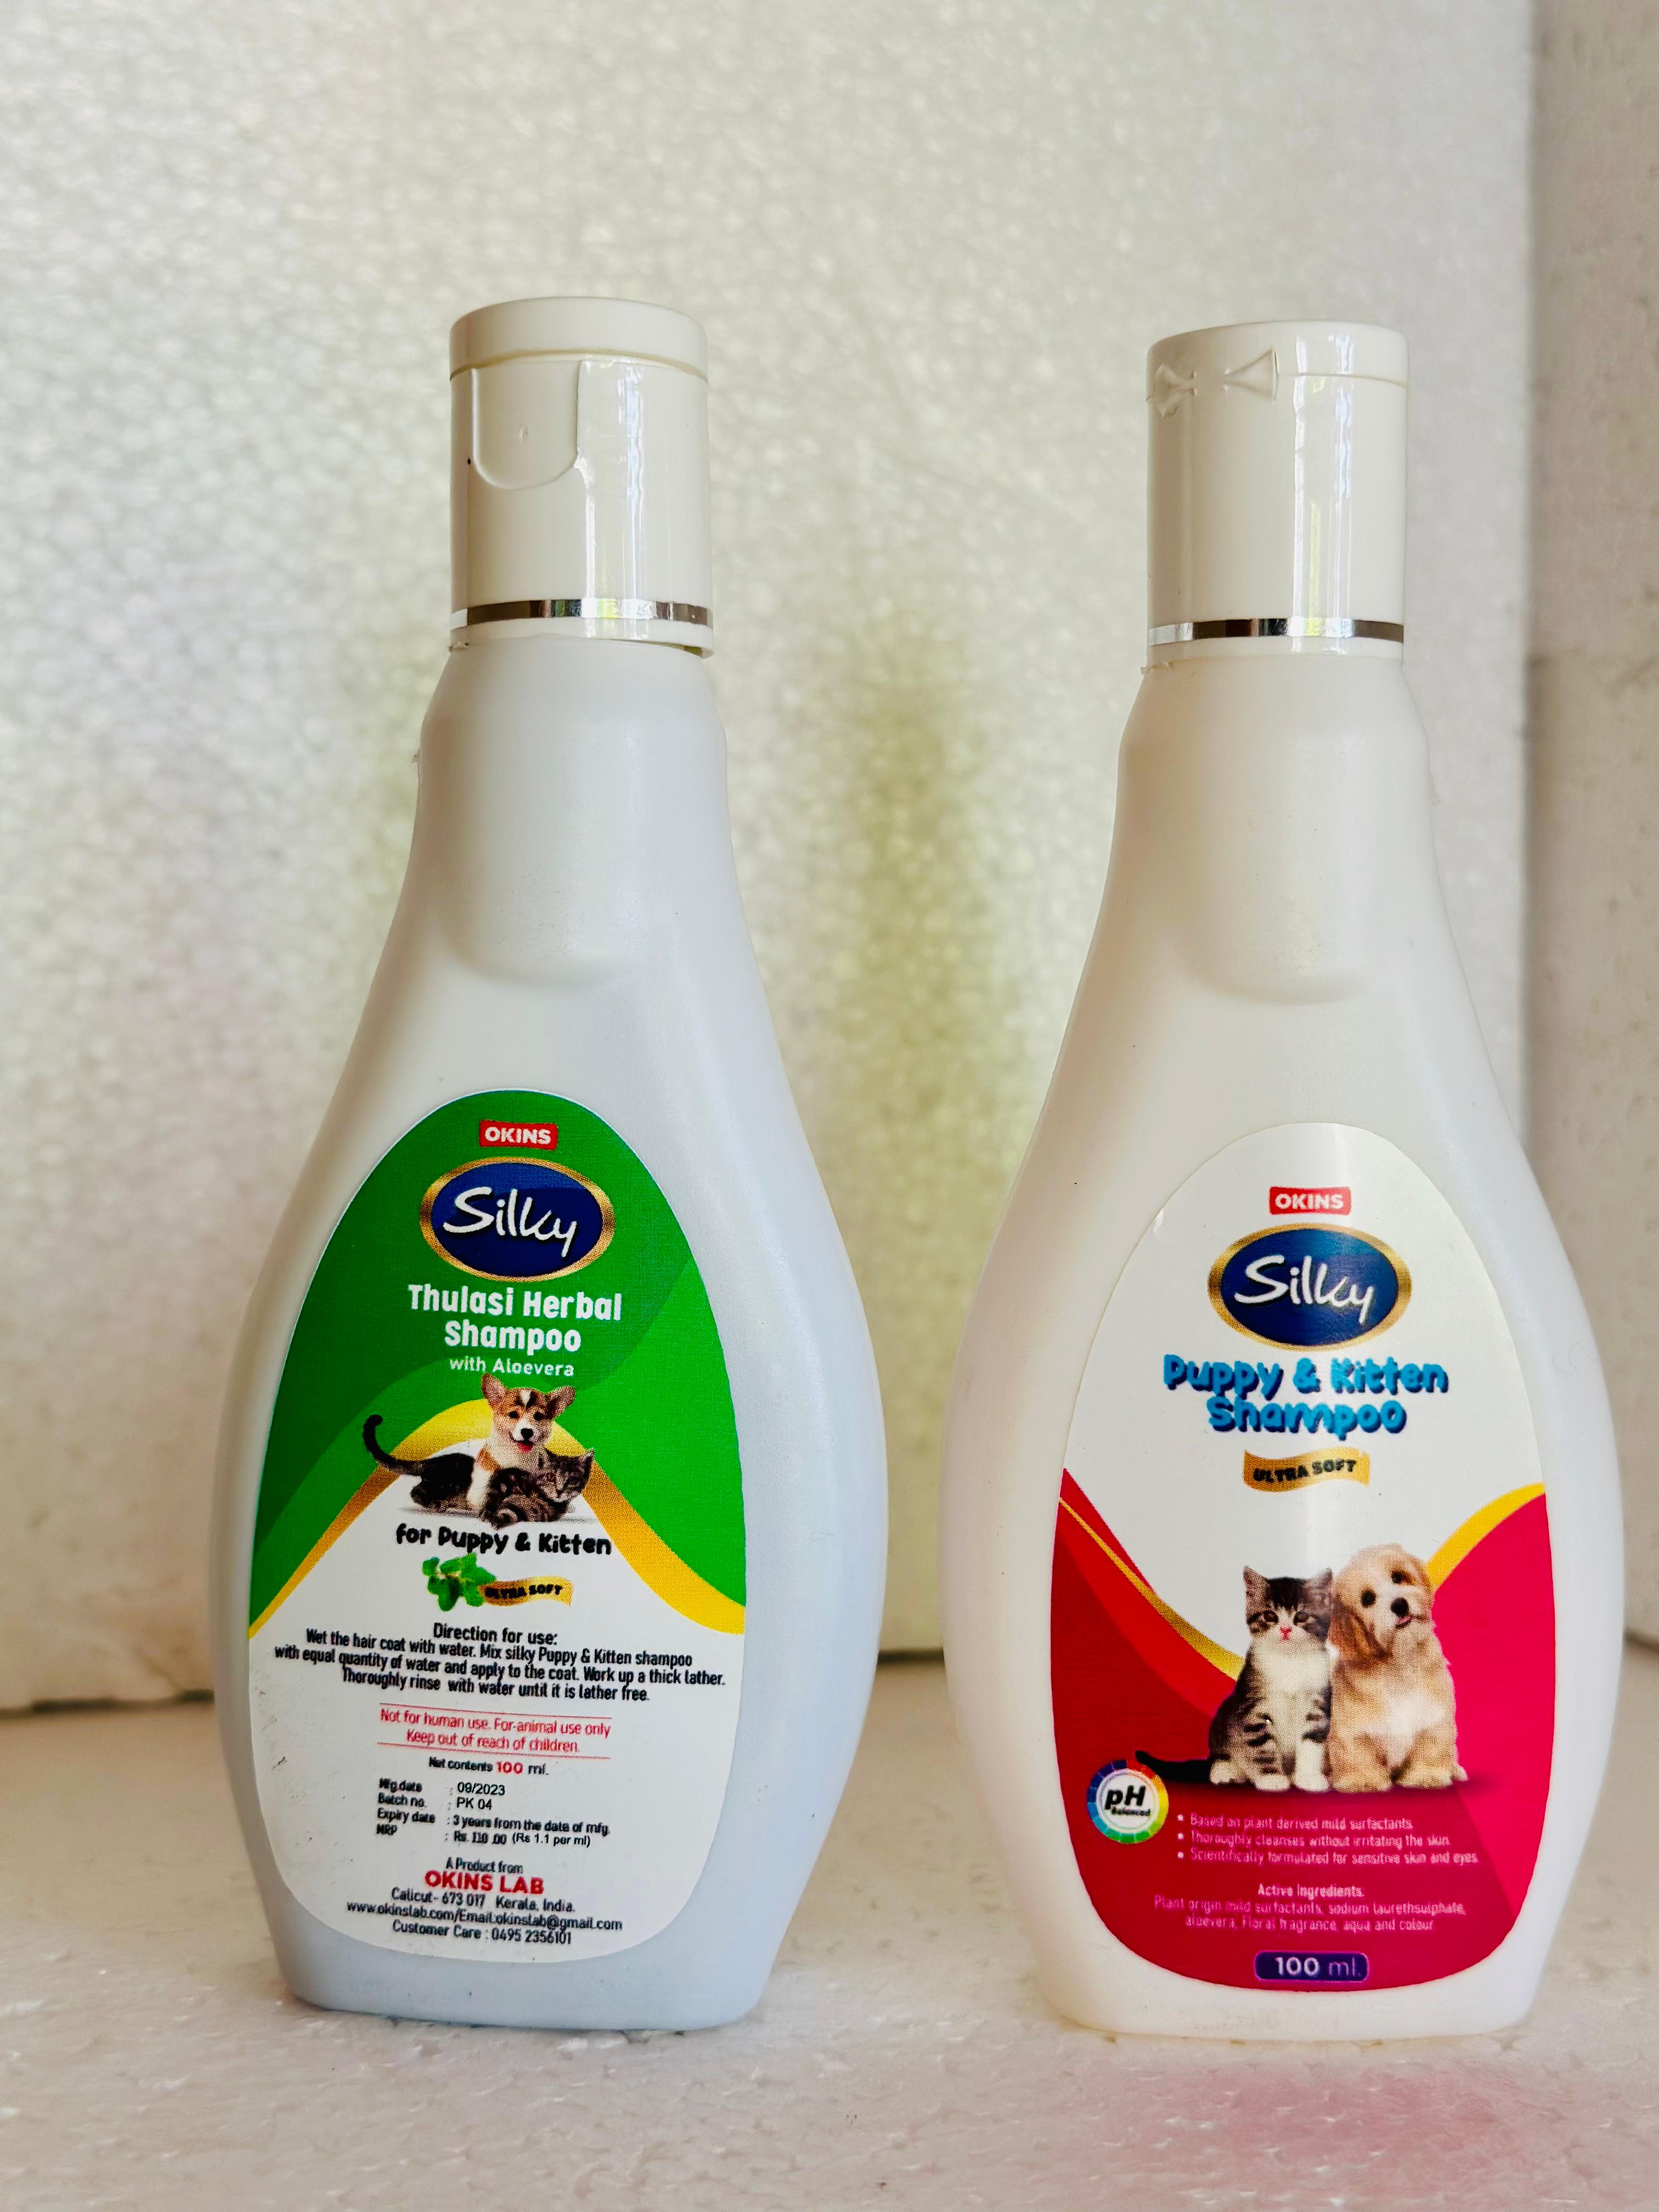 OKINS
Silky
Thulasi Herbal
Shampoo
with Aloevera
for Puppy & Kitten
ULTRA SOFT
Direction for use:
Wet the hair coat with water. Mix silky Puppy & Kitten shampoo
with equal quantity of water and apply to the coat. Work up a thick lather.
Thoroughly rinse with water until it is lather free.
Not for human use. For animal use only
Keep out of reach of children.
Net contents 100 ml.
Mfg.date : 09/2023
Batch no. : PK 04
Expiry date : 3 years from the date of mfg.
MRP : Rs. 110.00 (Rs 1.1 per ml)
A Product from
OKINS LAB
Calicut- 673 017 Kerala, India.
www.okinslab.com/Email:okinslab@gmail.com
Customer Care : 0495 2356101
OKINS
Silky
Puppy & Kitten
Shampoo
ULTRA SOFT
pH
Balanced
• Based on plant derived mild surfactants
• Thoroughly cleanses without irritating the skin
• Scientifically formulated for sensitive skin and eyes.
Active Ingredients:
Plant origin mild surfactants, sodium laurethsulphate,
aloevera, Floral fragrance, aqua and colour
100 ml.